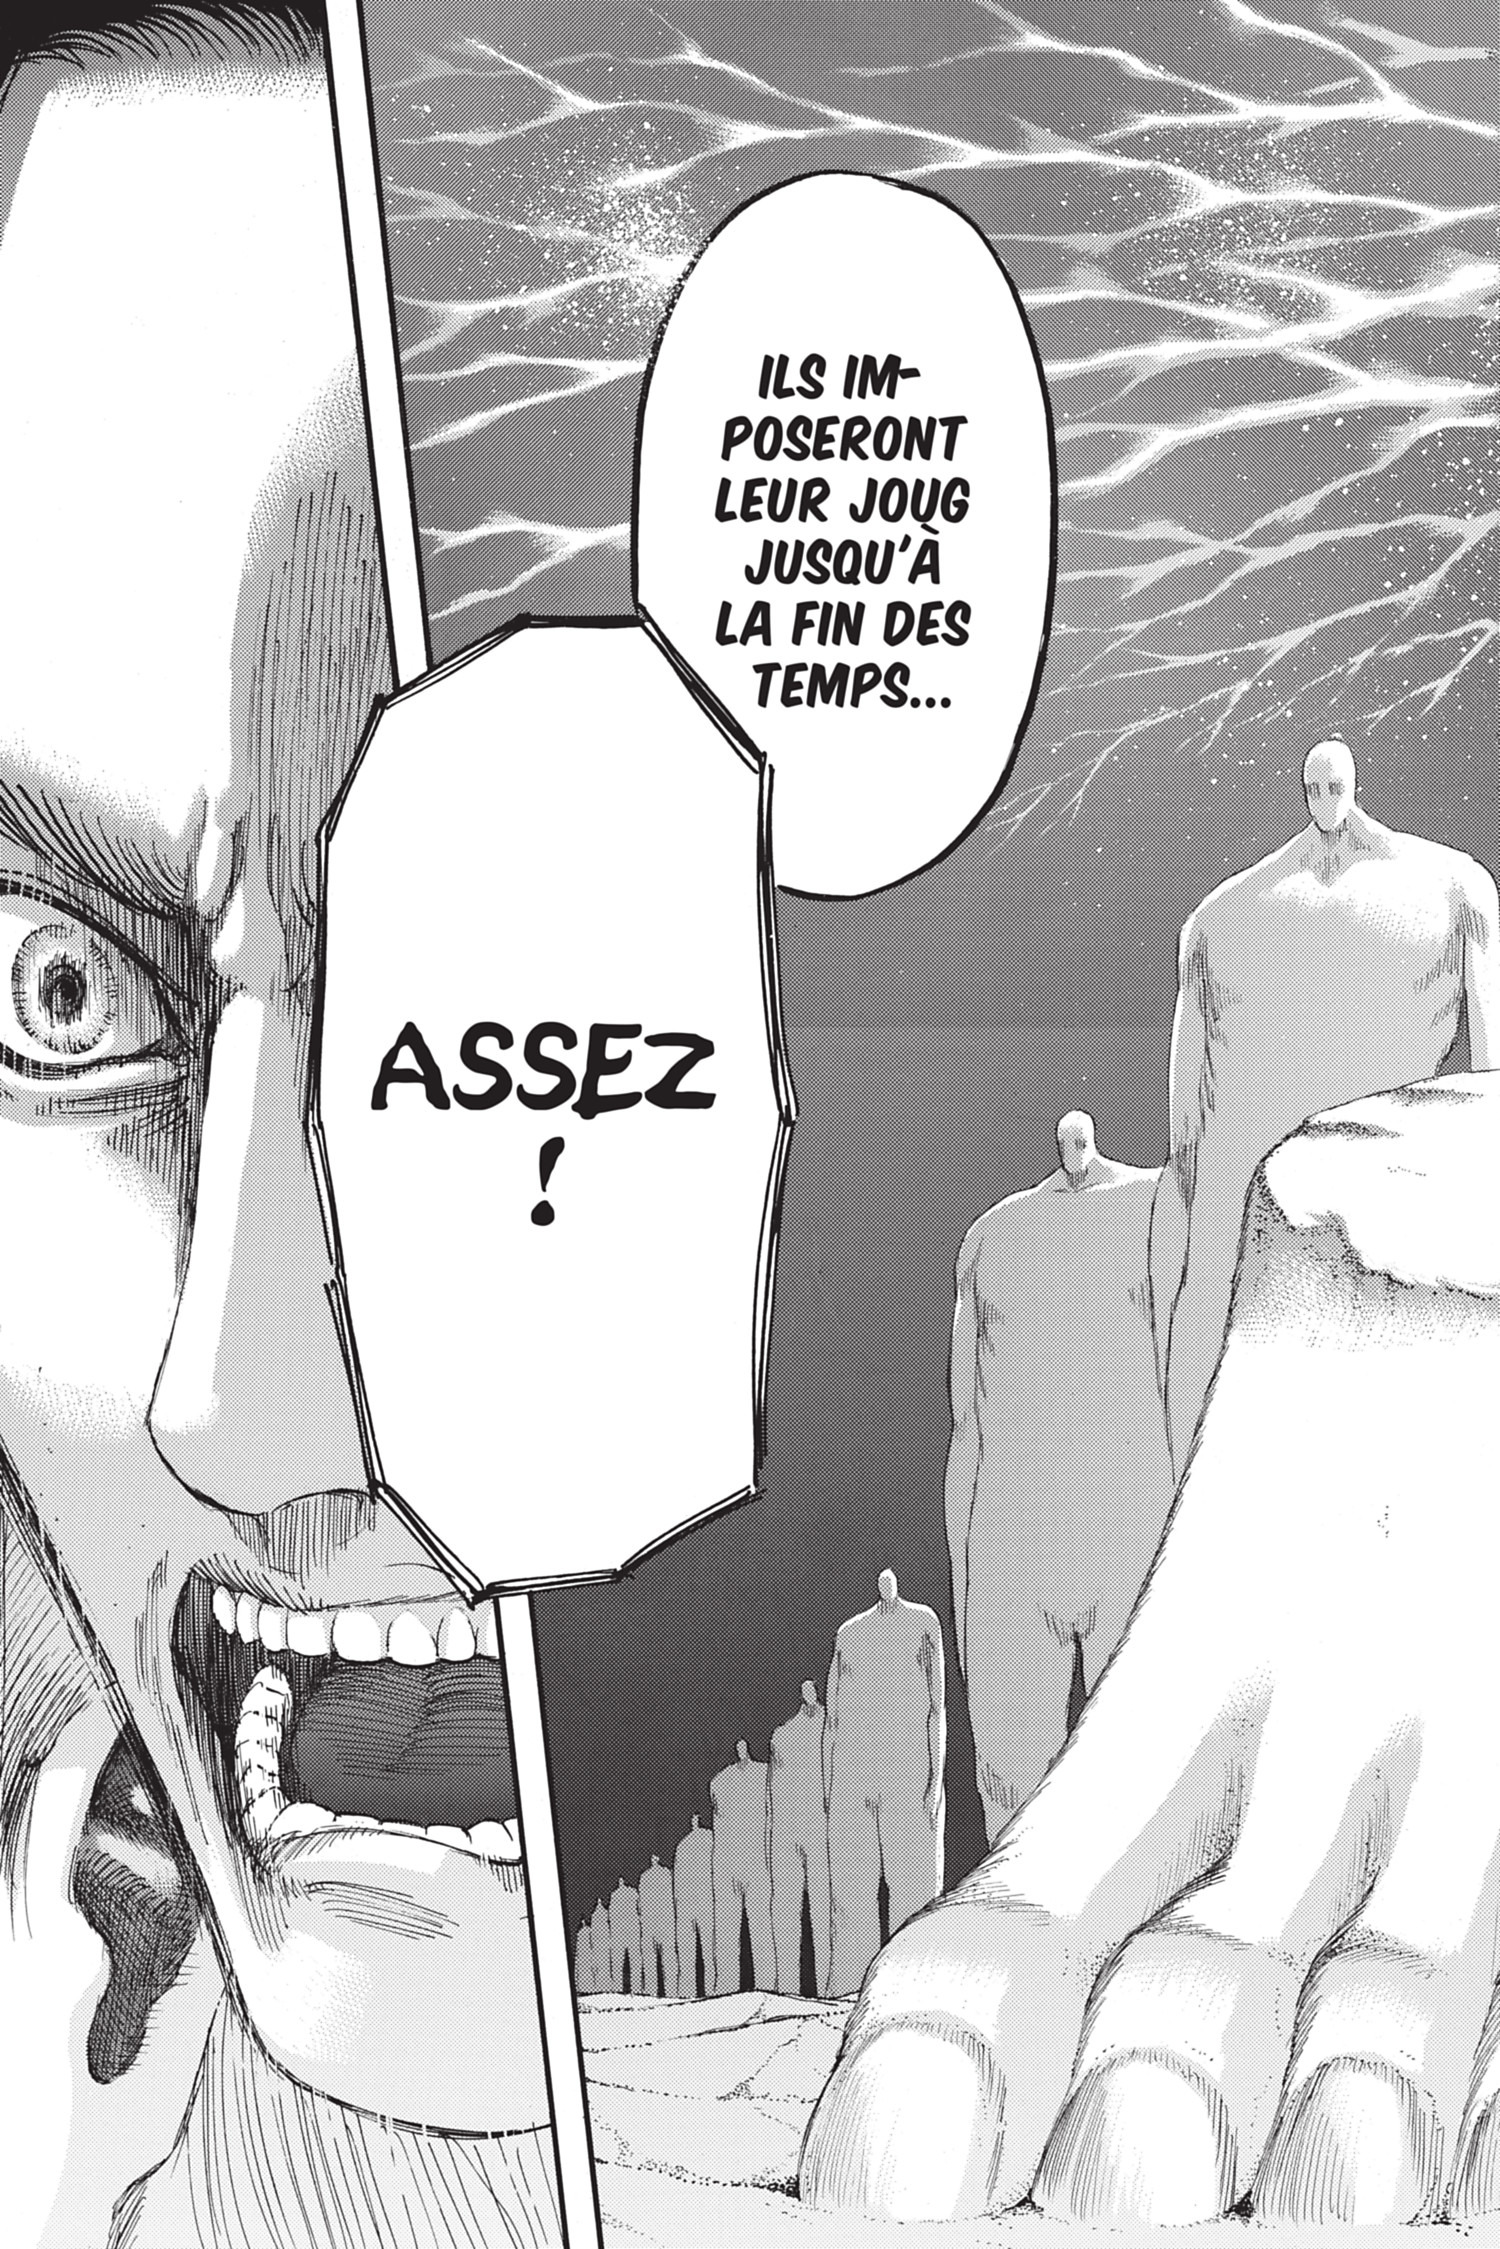 ILS IM-
POSERONT
LEUR JOUG
JUSQU'À
LA FIN DES
TEMPS...
ASSEZ
!